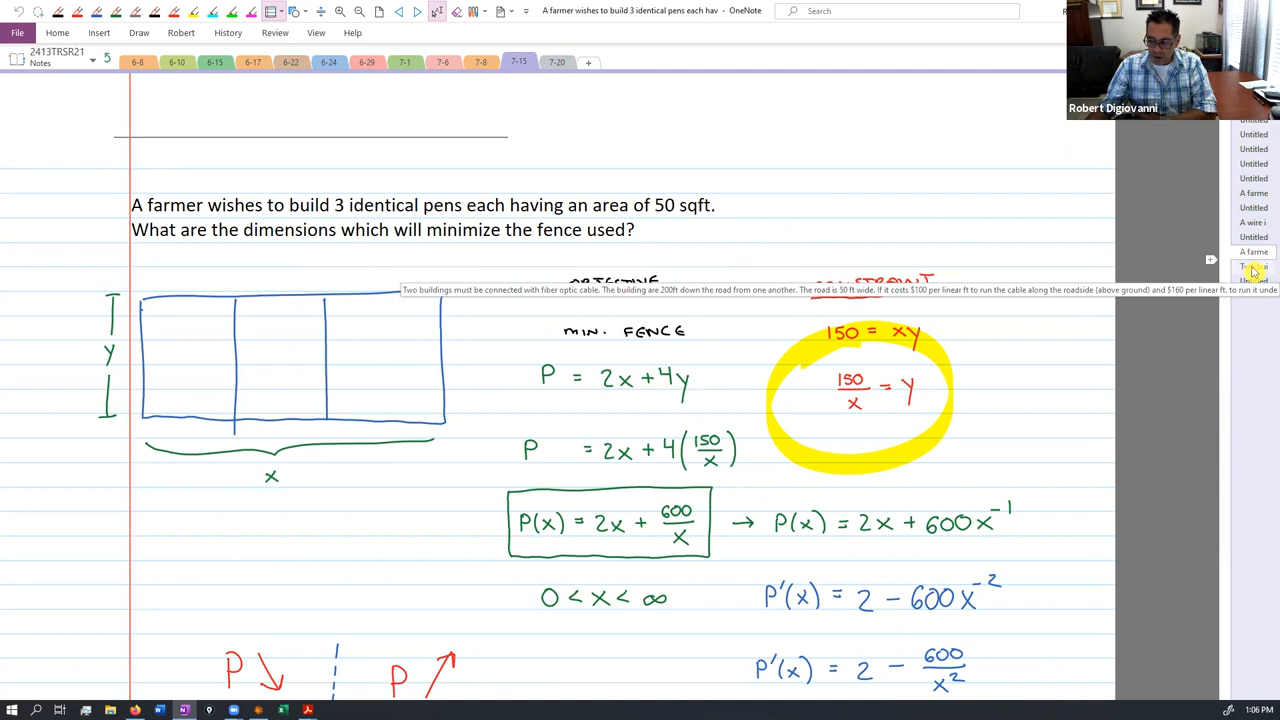 A farmer wishes to build 3 identical pens each hav - OneNote
Search
File Home Insert Draw Robert History Review View Help
2413TRSR21
Notes
5
6-8 6-10 6-15 6-17 6-22 6-24 6-29 7-1 7-6 7-8 7-15 7-20 +
Robert Digiovanni
Untitled
Untitled
Untitled
Untitled
Untitled
A farme
Untitled
A wire i
Untitled
A farme
A farmer wishes to build 3 identical pens each having an area of 50 sqft.
What are the dimensions which will minimize the fence used?
Two buildings must be connected with fiber optic cable. The building are 200ft down the road from one another. The road is 50 ft wide. If it costs $100 per linear ft to run the cable along the roadside (above ground) and $160 per linear ft. to run it unde
MIN. FENCE
150 = xy
y
P = 2x + 4y
150/x = y
x
P = 2x + 4(150/x)
P(x) = 2x + 600/x → P(x) = 2x + 600x⁻¹
0 < x < ∞
P'(x) = 2 - 600x⁻²
P ↘ P ↗
P'(x) = 2 - 600/x²
1:06 PM